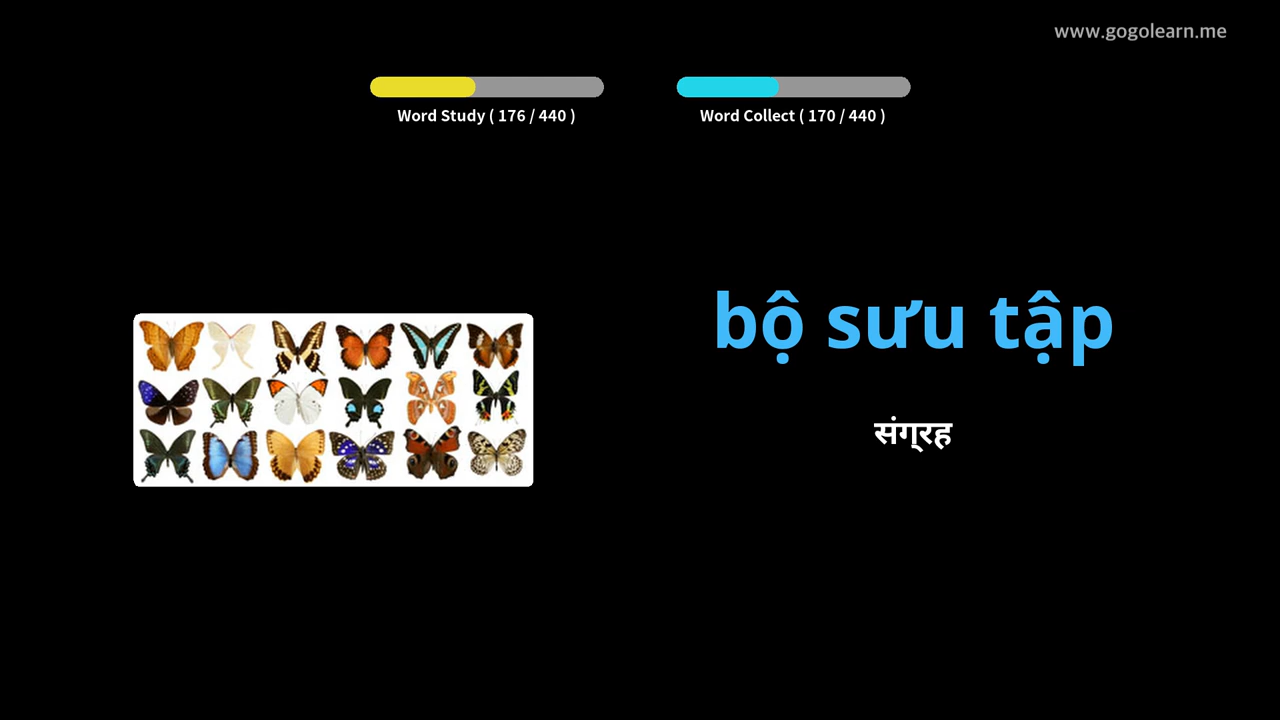 www.gogolearn.me
Word Study ( 176 / 440 )
Word Collect ( 170 / 440 )
bộ sưu tập
संग्रह